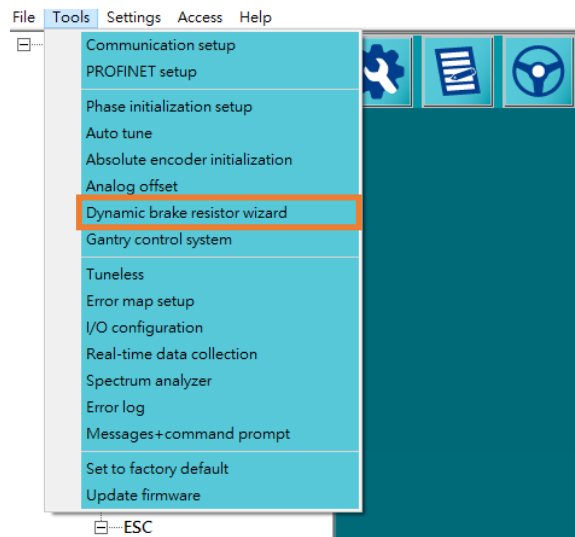 File Tools Settings Access Help
Communication setup
PROFINET setup
Phase initialization setup
Auto tune
Absolute encoder initialization
Analog offset
Dynamic brake resistor wizard
Gantry control system
Tuneless
Error map setup
I/O configuration
Real-time data collection
Spectrum analyzer
Error log
Messages+command prompt
Set to factory default
Update firmware
ESC